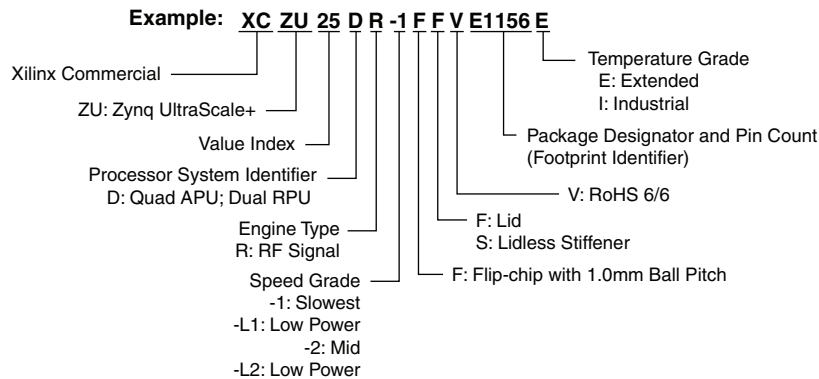 Example: XC ZU 25 D R -1 F F V E1156 E
Xilinx Commercial
ZU: Zynq UltraScale+
Value Index
Processor System Identifier
D: Quad APU; Dual RPU
Engine Type
R: RF Signal
Speed Grade
-1: Slowest
-L1: Low Power
-2: Mid
-L2: Low Power
Temperature Grade
E: Extended
I: Industrial
Package Designator and Pin Count
(Footprint Identifier)
V: RoHS 6/6
F: Lid
S: Lidless Stiffener
F: Flip-chip with 1.0mm Ball Pitch